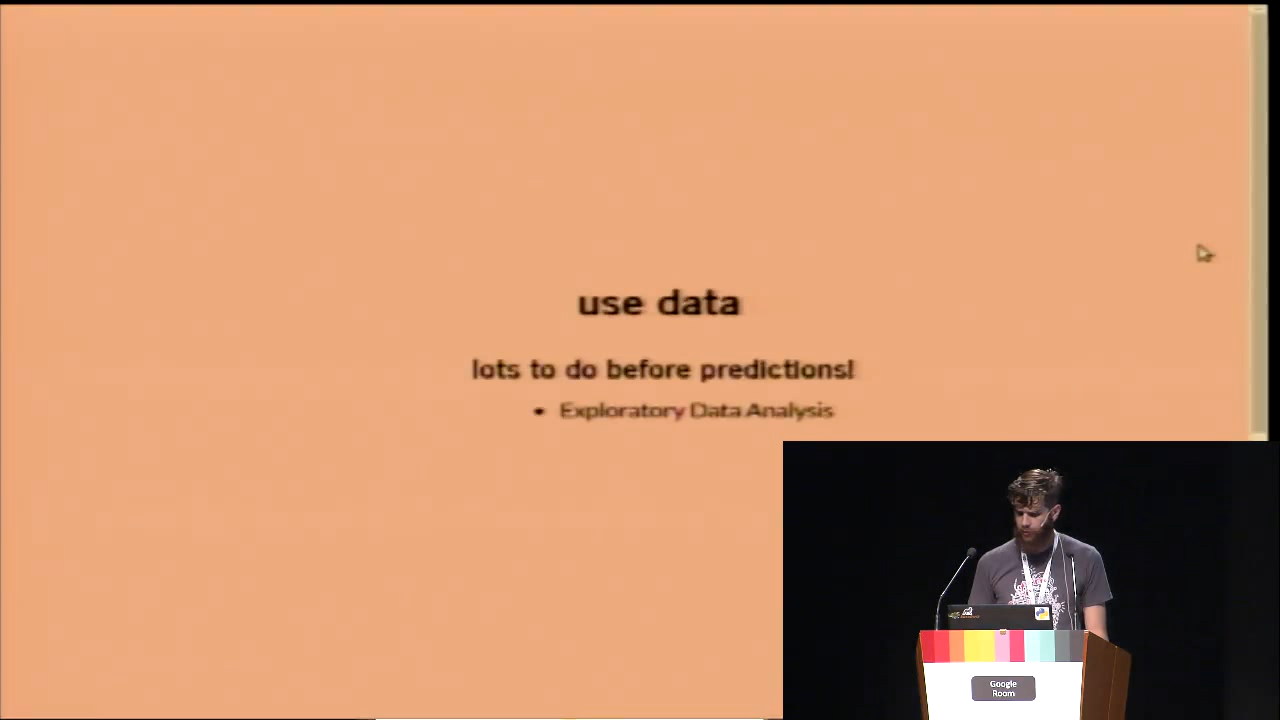 use data
lots to do before predictions!
• Exploratory Data Analysis
Google
Room